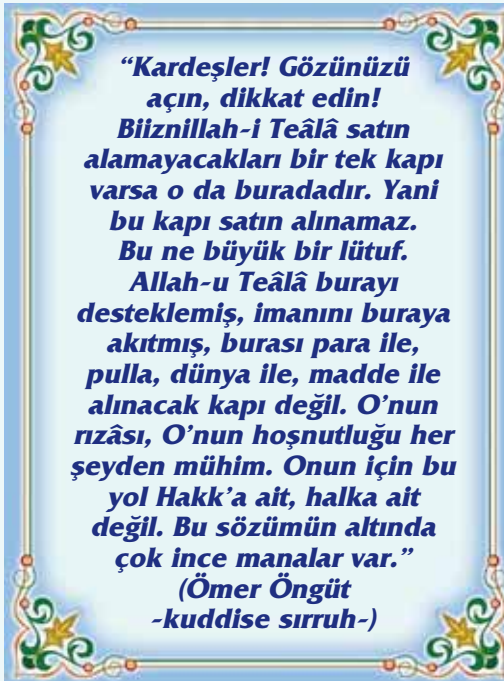 “Kardeşler! Gözünüzü
açın, dikkat edin!
Biiznillah-i Teâlâ satın
alamayacakları bir tek kapı
varsa o da buradadır. Yani
bu kapı satın alınamaz.
Bu ne büyük bir lütuf.
Allah-u Teâlâ burayı
desteklemiş, imanını buraya
akıtmış, burası para ile,
pulla, dünya ile, madde ile
alınacak kapı değil. O’nun
rızâsı, O’nun hoşnutluğu her
şeyden mühim. Onun için bu
yol Hakk’a ait, halka ait
değil. Bu sözümün altında
çok ince manalar var.”
(Ömer Öngüt
-kuddise sırruh-)